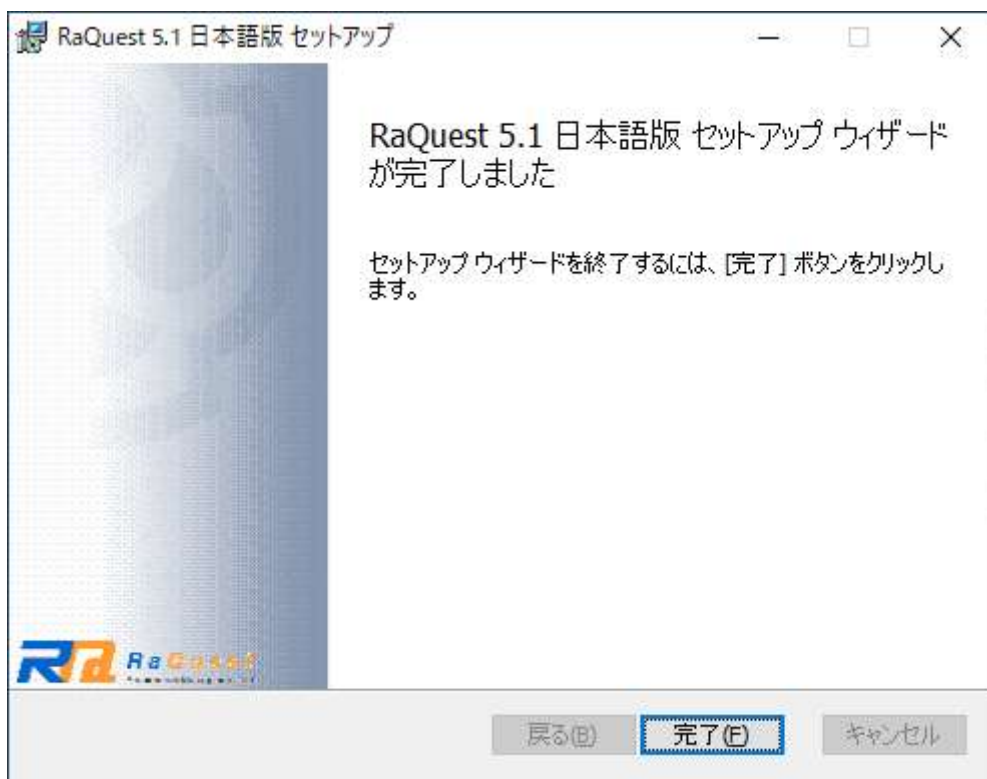 RaQuest 5.1 日本語版 セットアップ
RaQuest 5.1 日本語版 セットアップ ウィザード
が完了しました
セットアップ ウィザードを終了するには、[完了] ボタンをクリックし
ます。
Ra RaQuest
戻る(B) 完了(F) キャンセル